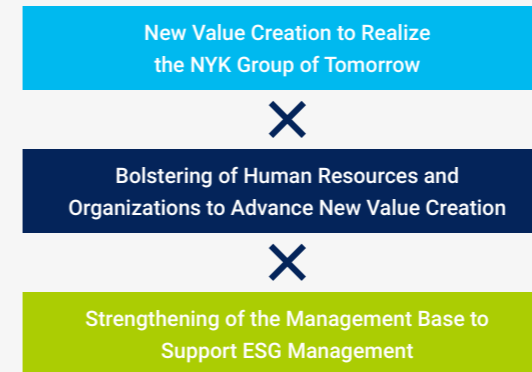 New Value Creation to Realize
the NYK Group of Tomorrow
×
Bolstering of Human Resources and
Organizations to Advance New Value Creation
×
Strengthening of the Management Base to
Support ESG Management